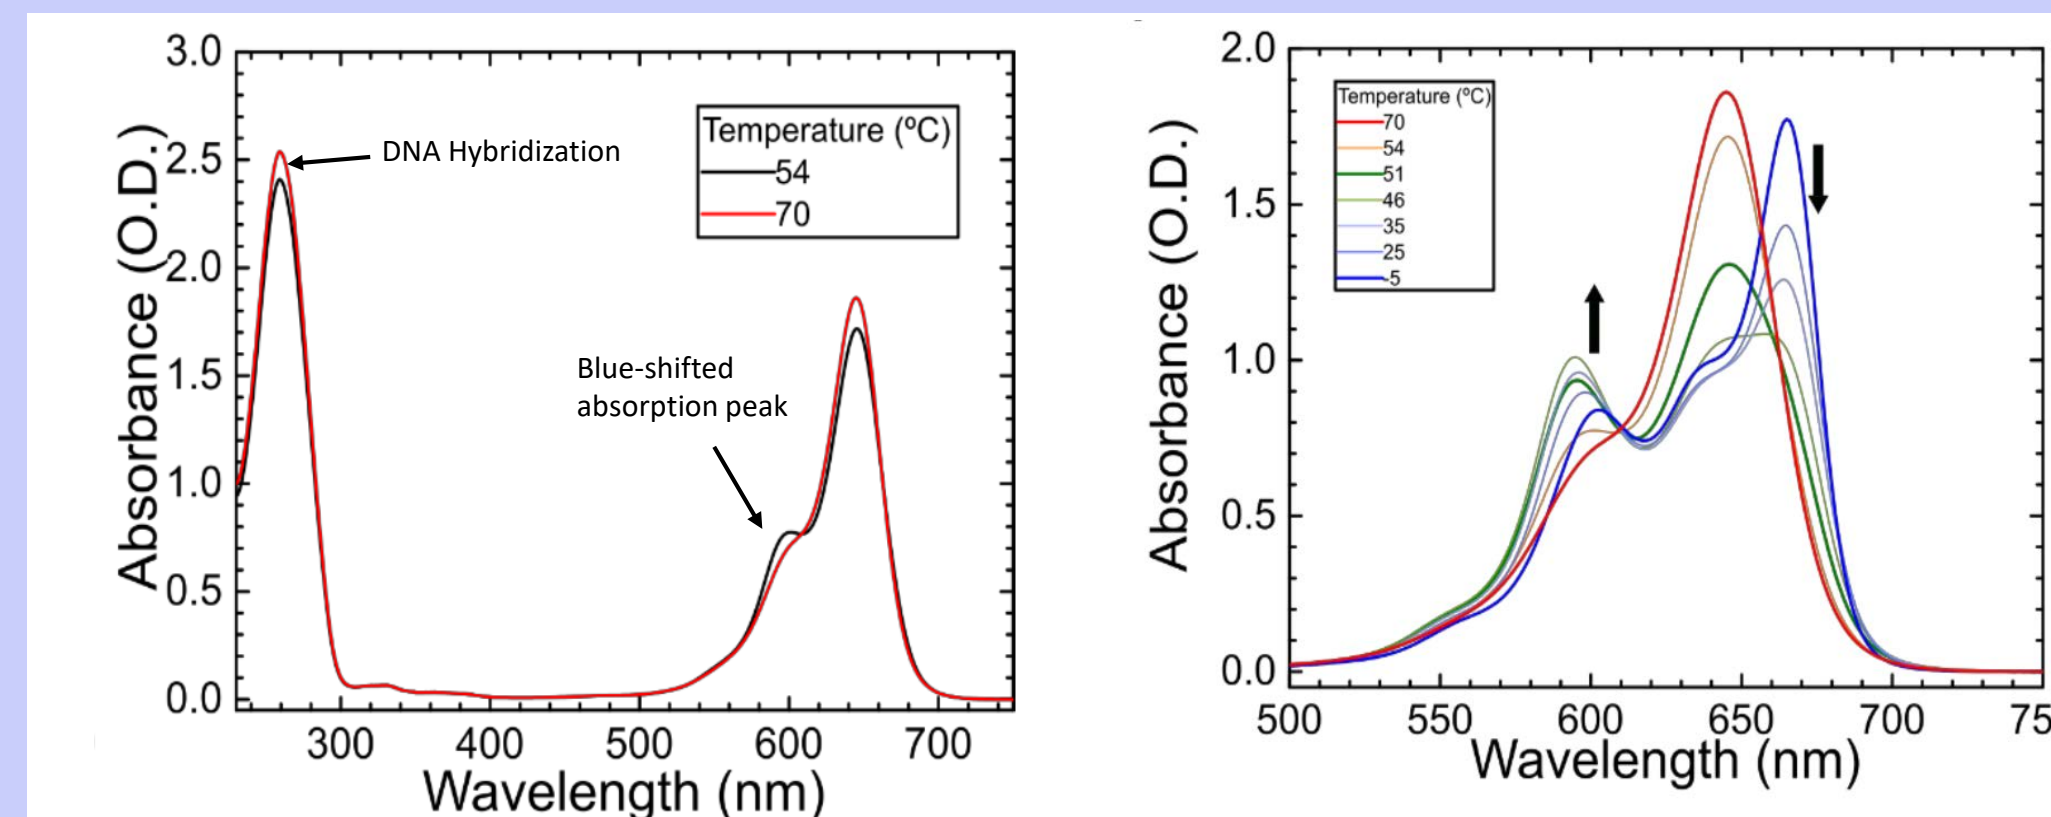 3.0
2.5
2.0
1.5
1.0
0.5
0.0
Absorbance (O.D.)
DNA Hybridization
Temperature (ºC)
54
70
Blue-shifted
absorption peak
300 400 500 600 700
Wavelength (nm)
2.0
1.5
1.0
0.5
0.0
Absorbance (O.D.)
Temperature (ºC)
70
54
51
46
35
25
-5
500 550 600 650 700 75
Wavelength (nm)